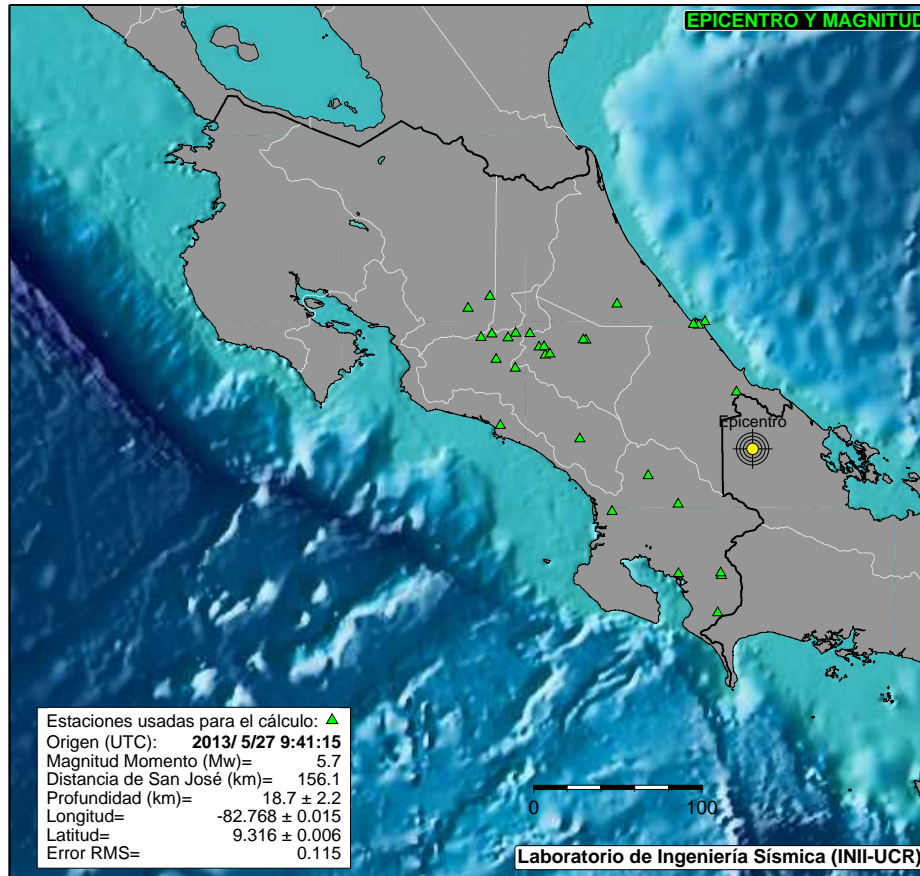 EPICENTRO Y MAGNITUD
Epicentro
Estaciones usadas para el cálculo:
Origen (UTC): 2013/ 5/27 9:41:15
Magnitud Momento (Mw)= 5.7
Distancia de San José (km)= 156.1
Profundidad (km)= 18.7 ± 2.2
Longitud= -82.768 ± 0.015
Latitud= 9.316 ± 0.006
Error RMS= 0.115
0 100
Laboratorio de Ingeniería Sísmica (INII-UCR)